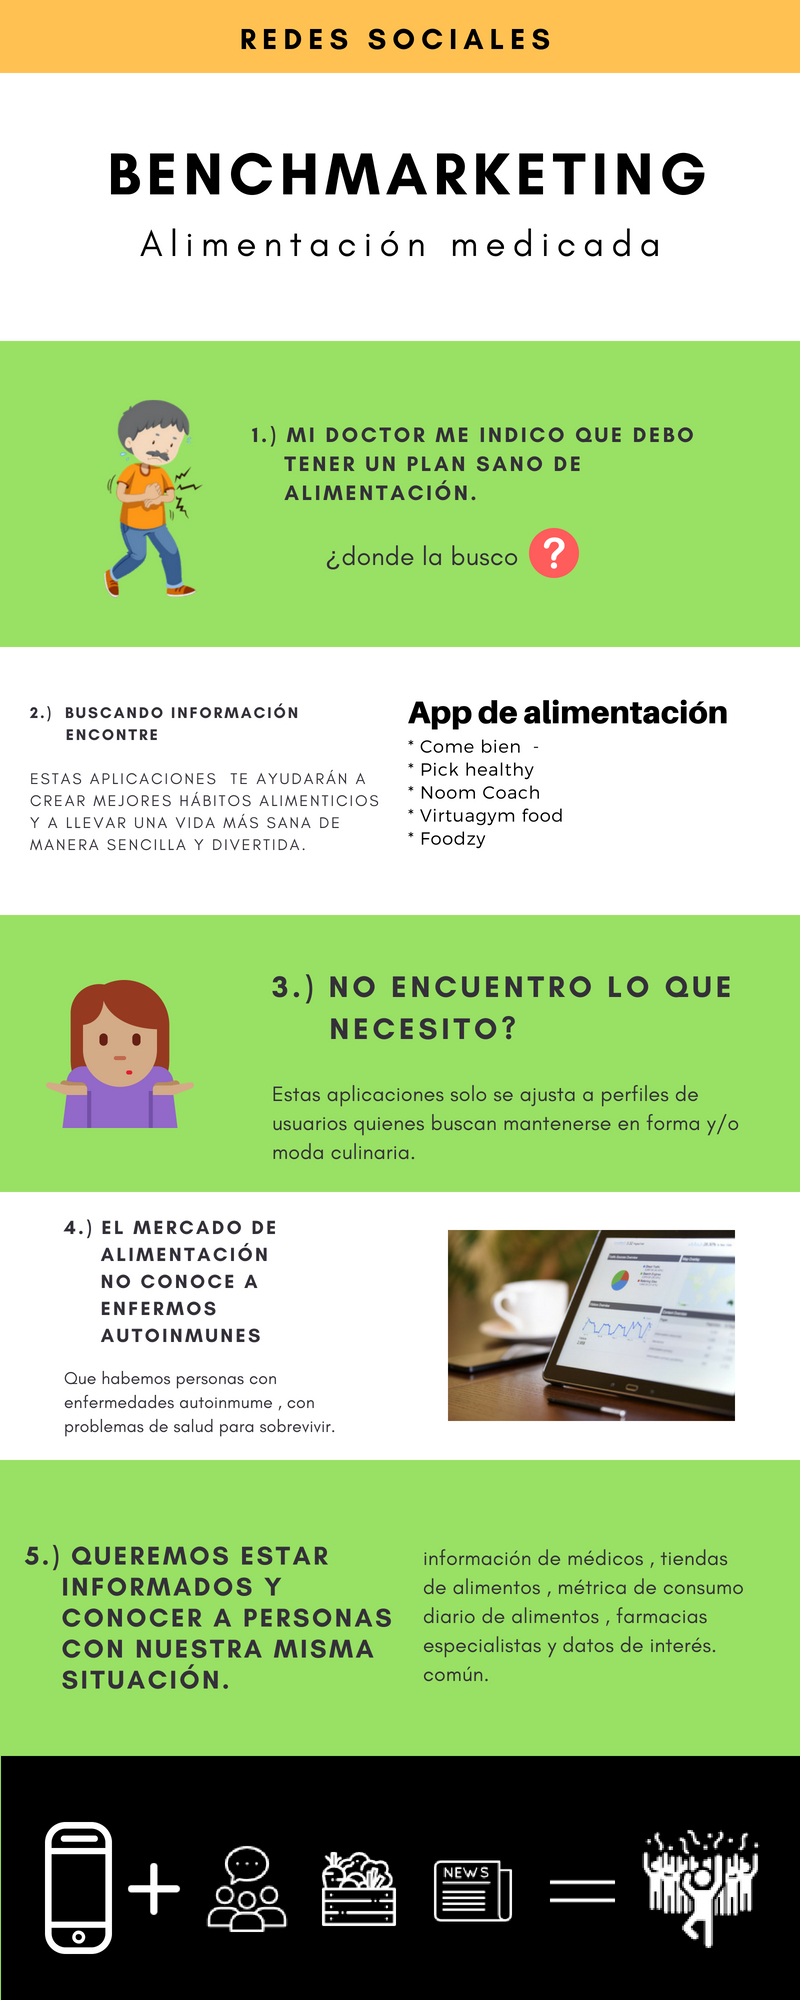 REDES SOCIALES
BENCHMARKETING
Alimentación medicada
1.) MI DOCTOR ME INDICO QUE DEBO
TENER UN PLAN SANO DE
ALIMENTACIÓN.
¿donde la busco ?
2.) BUSCANDO INFORMACIÓN
ENCONTRE
ESTAS APLICACIONES TE AYUDARÁN A
CREAR MEJORES HÁBITOS ALIMENTICIOS
Y A LLEVAR UNA VIDA MÁS SANA DE
MANERA SENCILLA Y DIVERTIDA.
App de alimentación
* Come bien -
* Pick healthy
* Noom Coach
* Virtuagym food
* Foodzy
3.) NO ENCUENTRO LO QUE
NECESITO?
Estas aplicaciones solo se ajusta a perfiles de
usuarios quienes buscan mantenerse en forma y/o
moda culinaria.
4.) EL MERCADO DE
ALIMENTACIÓN
NO CONOCE A
ENFERMOS
AUTOINMUNES
Que habemos personas con
enfermedades autoinmume , con
problemas de salud para sobrevivir.
5.) QUEREMOS ESTAR
INFORMADOS Y
CONOCER A PERSONAS
CON NUESTRA MISMA
SITUACIÓN.
información de médicos , tiendas
de alimentos , métrica de consumo
diario de alimentos , farmacias
especialistas y datos de interés.
común.
NEWS